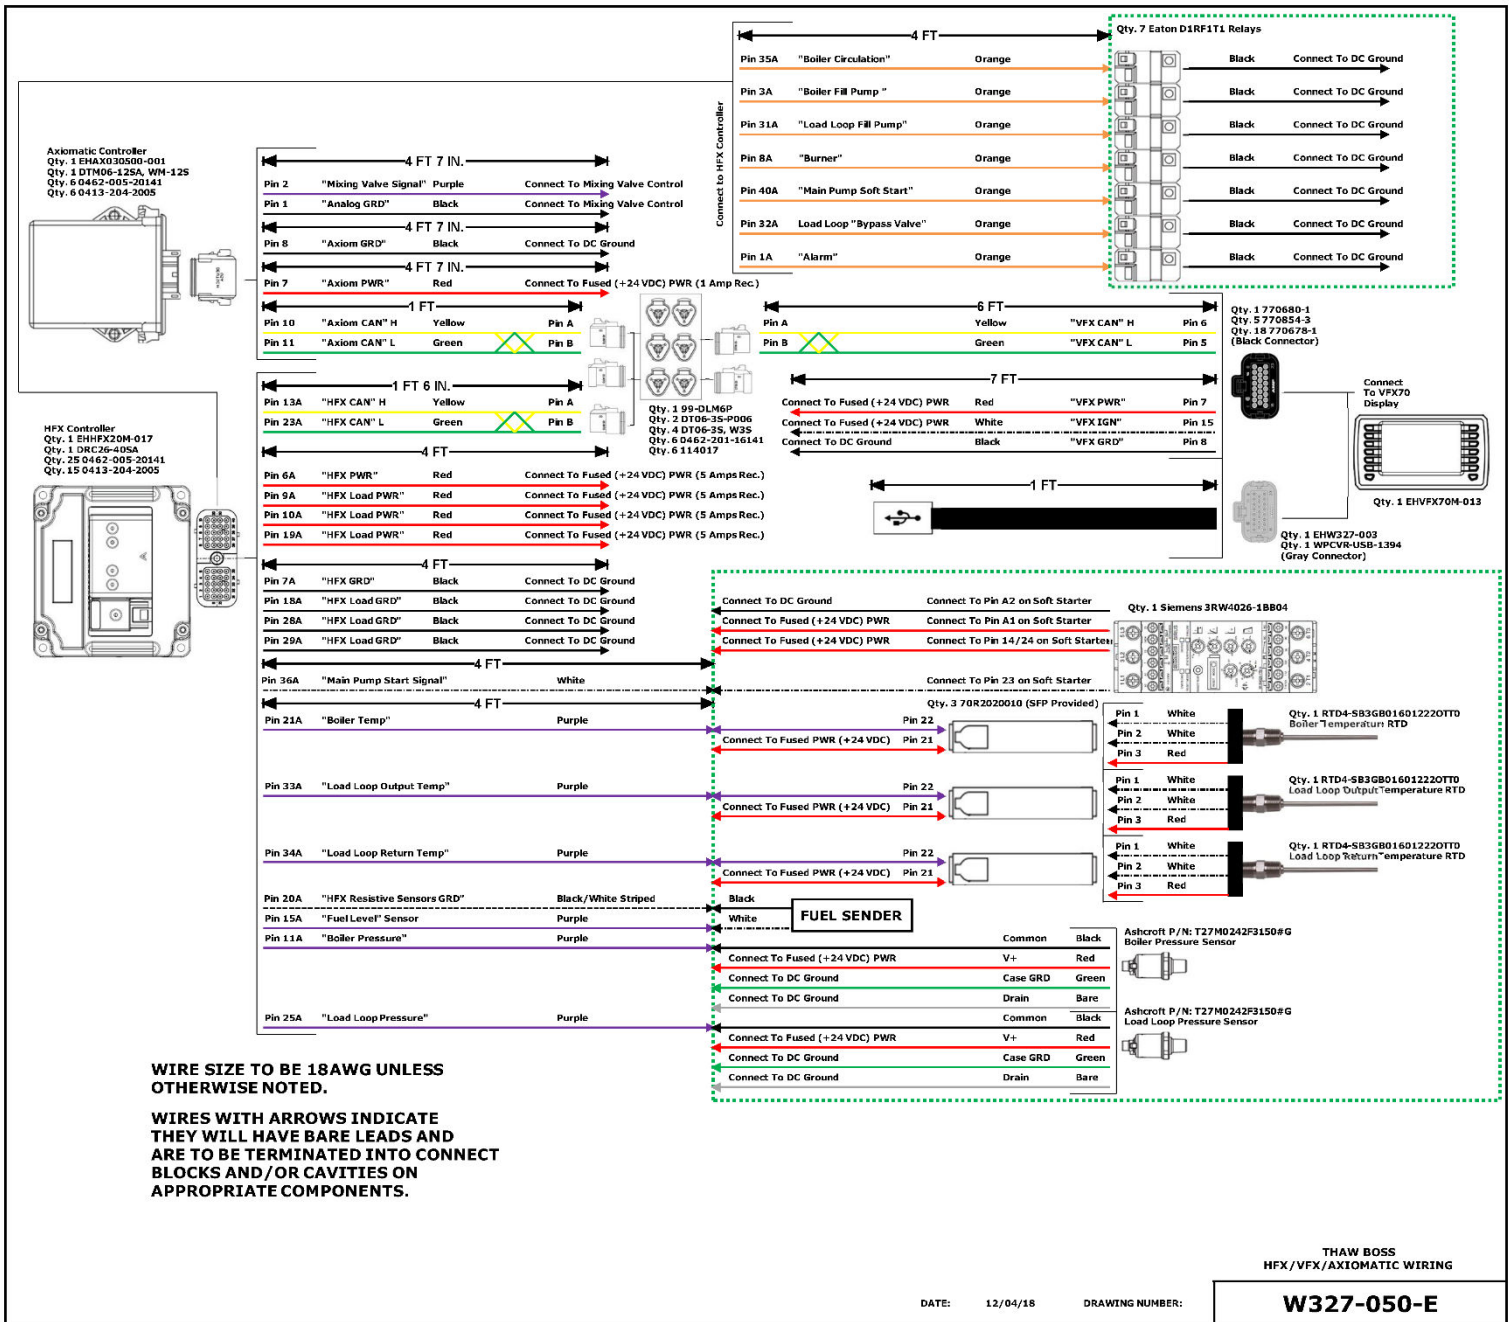 4 FT
Qty. 7 Eaton D1RF1T1 Relays
Connect to HFX Controller
Pin 35A "Boiler Circulation" Orange Black Connect To DC Ground
Pin 3A "Boiler Fill Pump " Orange Black Connect To DC Ground
Pin 31A "Load Loop Fill Pump" Orange Black Connect To DC Ground
Pin 8A "Burner" Orange Black Connect To DC Ground
Pin 40A "Main Pump Soft Start" Orange Black Connect To DC Ground
Pin 32A Load Loop "Bypass Valve" Orange Black Connect To DC Ground
Pin 1A "Alarm" Orange Black Connect To DC Ground
Axiomatic Controller
Qty. 1 EHAX030500-001
Qty. 1 DTM06-12SA, WM-12S
Qty. 6 0462-005-20141
Qty. 6 0413-204-2005
4 FT 7 IN.
Pin 2 "Mixing Valve Signal" Purple Connect To Mixing Valve Control
Pin 1 "Analog GRD" Black Connect To Mixing Valve Control
4 FT 7 IN.
Pin 8 "Axiom GRD" Black Connect To DC Ground
4 FT 7 IN.
Pin 7 "Axiom PWR" Red Connect To Fused (+24 VDC) PWR (1 Amp Rec.)
1 FT
Pin 10 "Axiom CAN" H Yellow Pin A
Pin 11 "Axiom CAN" L Green Pin B
6 FT
Pin A Yellow "VFX CAN" H Pin 6
Pin B Green "VFX CAN" L Pin 5
Qty. 1 770680-1
Qty. 5 770854-3
Qty. 18 770678-1
(Black Connector)
HFX Controller
Qty. 1 EHHFX20M-017
Qty. 1 DRC26-40SA
Qty. 25 0462-005-20141
Qty. 15 0413-204-2005
1 FT 6 IN.
Pin 13A "HFX CAN" H Yellow Pin A
Pin 23A "HFX CAN" L Green Pin B
Qty. 1 99-DLM6P
Qty. 2 DT06-3S-P006
Qty. 4 DT06-3S, W3S
Qty. 6 0462-201-16141
Qty. 6 114017
7 FT
Connect To Fused (+24 VDC) PWR Red "VFX PWR" Pin 7
Connect To Fused (+24 VDC) PWR White "VFX IGN" Pin 15
Connect To DC Ground Black "VFX GRD" Pin 8
Connect
To VFX70
Display
Qty. 1 EHVFX70M-013
4 FT
Pin 6A "HFX PWR" Red Connect To Fused (+24 VDC) PWR (5 Amps Rec.)
Pin 9A "HFX Load PWR" Red Connect To Fused (+24 VDC) PWR (5 Amps Rec.)
Pin 10A "HFX Load PWR" Red Connect To Fused (+24 VDC) PWR (5 Amps Rec.)
Pin 19A "HFX Load PWR" Red Connect To Fused (+24 VDC) PWR (5 Amps Rec.)
1 FT
Qty. 1 EHW327-003
Qty. 1 WPCVR-USB-1394
(Gray Connector)
4 FT
Pin 7A "HFX GRD" Black Connect To DC Ground
Pin 18A "HFX Load GRD" Black Connect To DC Ground
Pin 28A "HFX Load GRD" Black Connect To DC Ground
Pin 29A "HFX Load GRD" Black Connect To DC Ground
Connect To DC Ground Connect To Pin A2 on Soft Starter
Connect To Fused (+24 VDC) PWR Connect To Pin A1 on Soft Starter
Connect To Fused (+24 VDC) PWR Connect To Pin 14/24 on Soft Starter
Qty. 1 Siemens 3RW4026-1BB04
4 FT
Pin 36A "Main Pump Start Signal" White Connect To Pin 23 on Soft Starter
4 FT
Qty. 3 70R2020010 (SFP Provided)
Pin 21A "Boiler Temp" Purple Pin 22
Connect To Fused PWR (+24 VDC) Pin 21
Pin 1 White
Pin 2 White
Pin 3 Red
Qty. 1 RTD4-SB3GB016012220TT0
Boiler Temperature RTD
Pin 33A "Load Loop Output Temp" Purple Pin 22
Connect To Fused PWR (+24 VDC) Pin 21
Pin 1 White
Pin 2 White
Pin 3 Red
Qty. 1 RTD4-SB3GB016012220TT0
Load Loop Output Temperature RTD
Pin 34A "Load Loop Return Temp" Purple Pin 22
Connect To Fused PWR (+24 VDC) Pin 21
Pin 1 White
Pin 2 White
Pin 3 Red
Qty. 1 RTD4-SB3GB016012220TT0
Load Loop Return Temperature RTD
Pin 20A "HFX Resistive Sensors GRD" Black/White Striped Black
Pin 15A "Fuel Level" Sensor Purple White
FUEL SENDER
Pin 11A "Boiler Pressure" Purple Common Black
Connect To Fused (+24 VDC) PWR V+ Red
Connect To DC Ground Case GRD Green
Connect To DC Ground Drain Bare
Ashcroft P/N: T27M0242F3150#G
Boiler Pressure Sensor
Pin 25A "Load Loop Pressure" Purple Common Black
Connect To Fused (+24 VDC) PWR V+ Red
Connect To DC Ground Case GRD Green
Connect To DC Ground Drain Bare
Ashcroft P/N: T27M0242F3150#G
Load Loop Pressure Sensor
WIRE SIZE TO BE 18AWG UNLESS
OTHERWISE NOTED.
WIRES WITH ARROWS INDICATE
THEY WILL HAVE BARE LEADS AND
ARE TO BE TERMINATED INTO CONNECT
BLOCKS AND/OR CAVITIES ON
APPROPRIATE COMPONENTS.
THAW BOSS
HFX/VFX/AXIOMATIC WIRING
DATE: 12/04/18 DRAWING NUMBER: W327-050-E